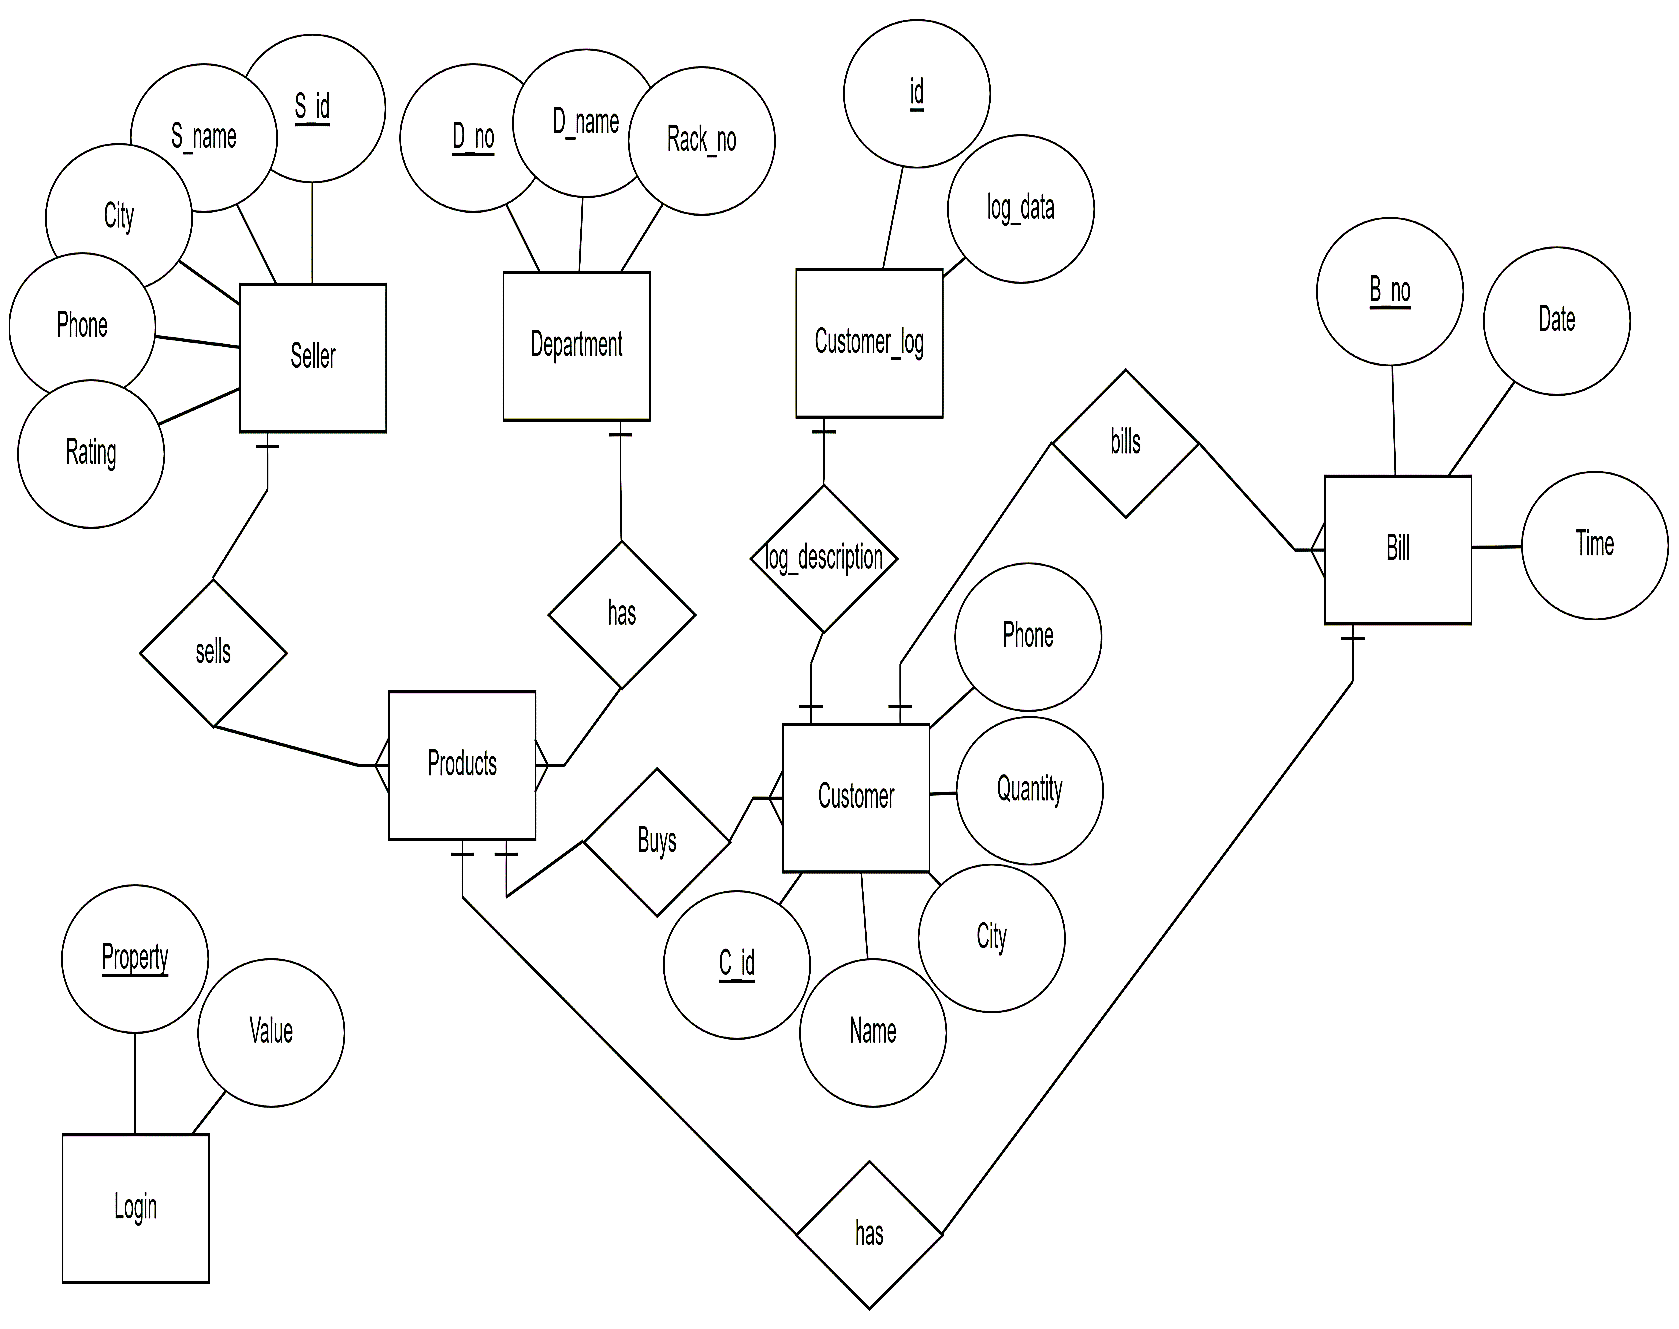 id
S_id
S_name
D_no
D_name
Rack_no
City
log_data
Phone
Seller
Department
Customer_log
B_no
Date
Rating
bills
Bill
Time
log_description
sells
has
Phone
Products
Customer
Quantity
Buys
C_id
City
Name
Property
Value
Login
has